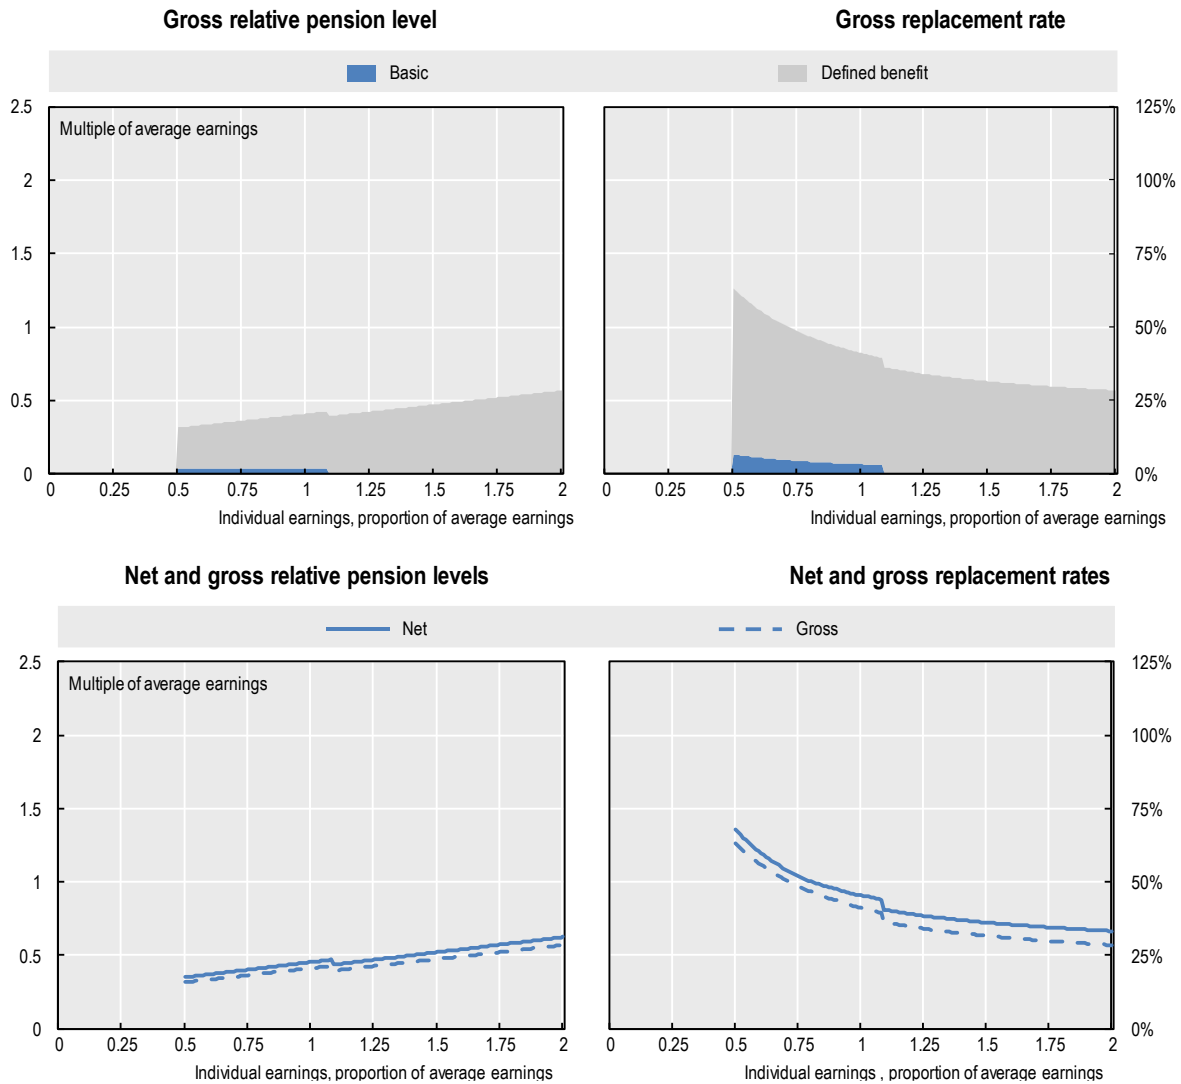 Gross relative pension level
Gross replacement rate
Basic
Defined benefit
Multiple of average earnings
2.5
2
1.5
1
0.5
0
0 0.25 0.5 0.75 1 1.25 1.5 1.75 2
Individual earnings, proportion of average earnings
125%
100%
75%
50%
25%
0%
0 0.25 0.5 0.75 1 1.25 1.5 1.75 2
Individual earnings, proportion of average earnings
Net and gross relative pension levels
Net and gross replacement rates
Net
Gross
Multiple of average earnings
2.5
2
1.5
1
0.5
0
0 0.25 0.5 0.75 1 1.25 1.5 1.75 2
Individual earnings, proportion of average earnings
125%
100%
75%
50%
25%
0%
0 0.25 0.5 0.75 1 1.25 1.5 1.75 2
Individual earnings , proportion of average earnings